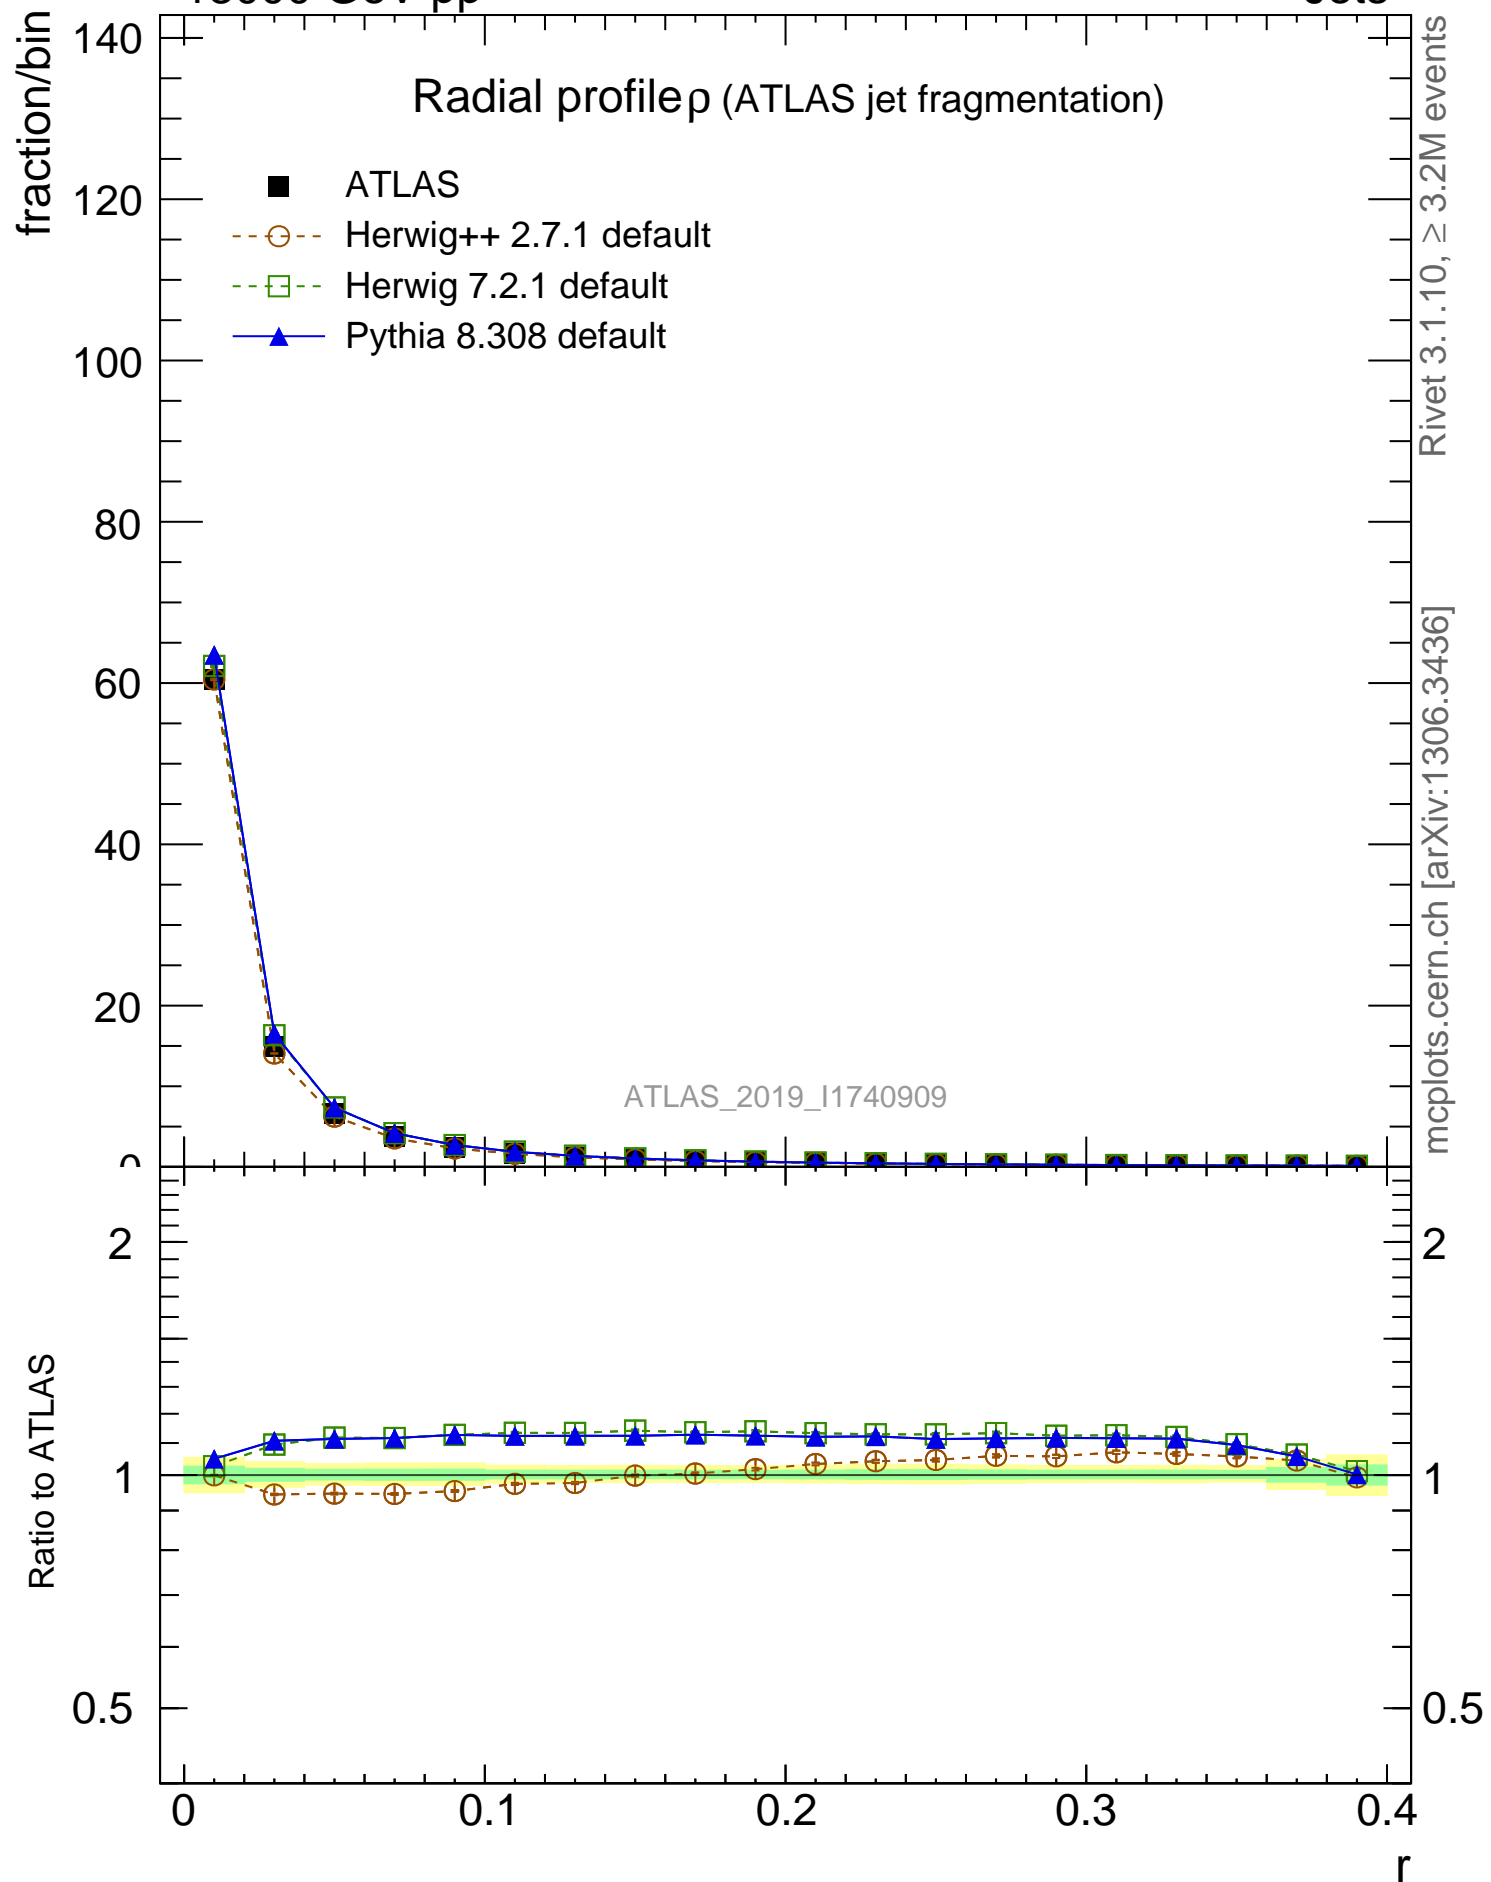 fraction/bin
140
120
100
80
60
40
20
Radial profileρ (ATLAS jet fragmentation)
ATLAS
Herwig++ 2.7.1 default
Herwig 7.2.1 default
Pythia 8.308 default
ATLAS_2019_I1740909
Rivet 3.1.10, ≥ 3.2M events
mcplots.cern.ch [arXiv:1306.3436]
Ratio to ATLAS
2
1
0.5
2
1
0.5
0
0.1
0.2
0.3
0.4
r